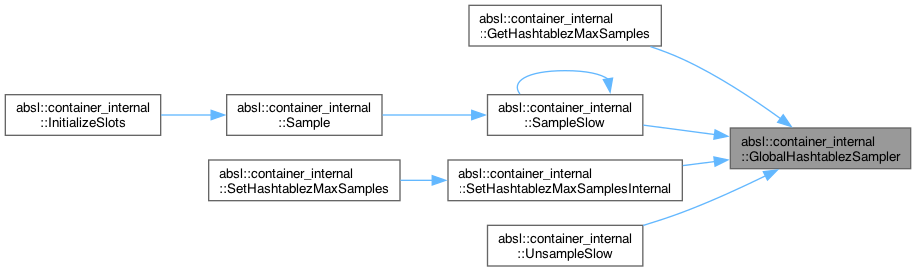 absl::container_internal
::GetHashtablezMaxSamples
absl::container_internal
::InitializeSlots
absl::container_internal
::Sample
absl::container_internal
::SampleSlow
absl::container_internal
::GlobalHashtablezSampler
absl::container_internal
::SetHashtablezMaxSamples
absl::container_internal
::SetHashtablezMaxSamplesInternal
absl::container_internal
::UnsampleSlow